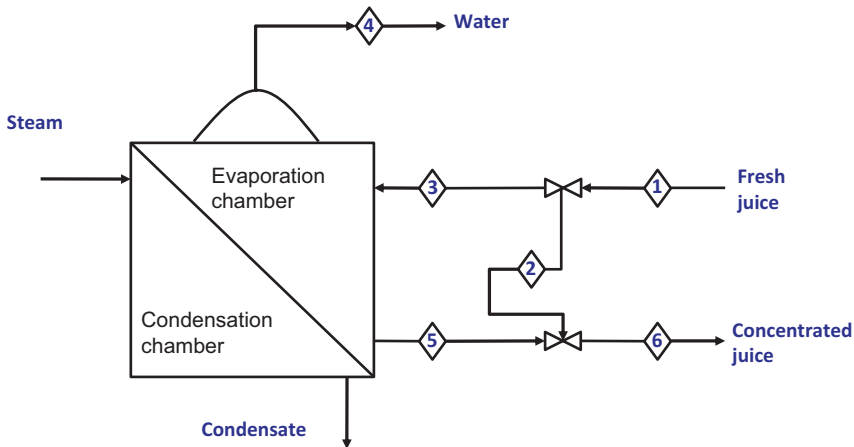 4
Water
Steam
Evaporation
chamber
3
1
Fresh
juice
2
Condensation
chamber
5
6
Concentrated
juice
Condensate